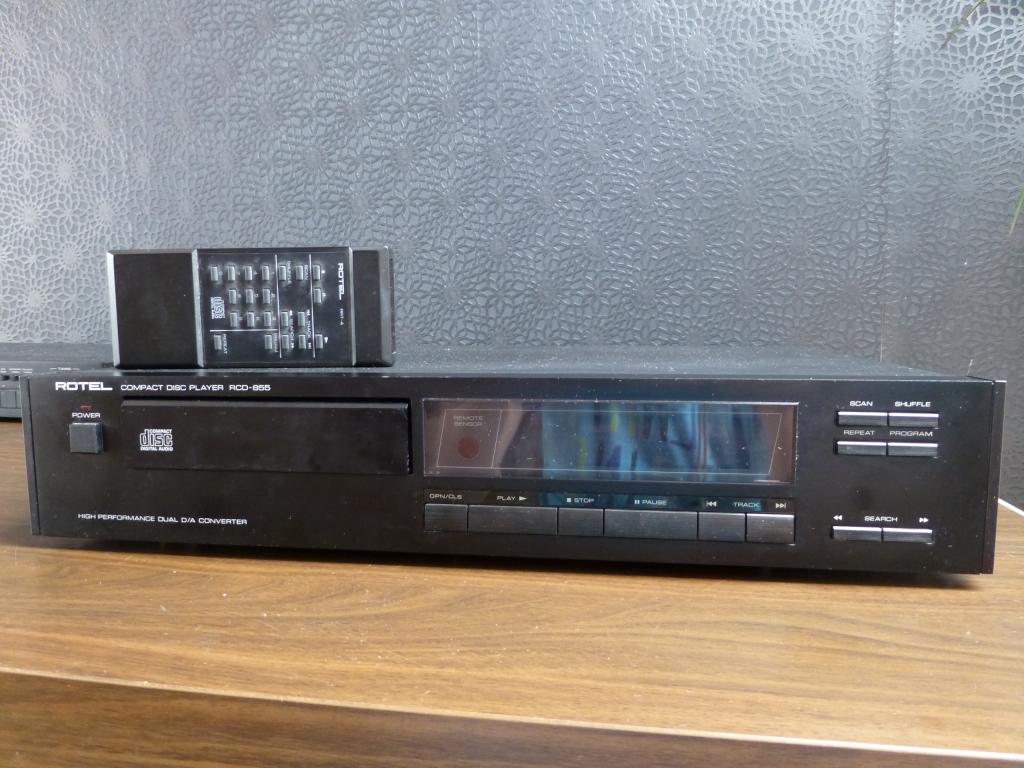 ROTEL
ROTEL COMPACT DISC PLAYER RCD-855
POWER
COMPACT
disc
DIGITAL AUDIO
HIGH PERFORMANCE DUAL D/A CONVERTER
REMOTE
SENSOR
OPN/CLS PLAY ▶ ■ STOP ▮▮ PAUSE |◀◀ TRACK ▶▶|
SCAN SHUFFLE
REPEAT PROGRAM
◀◀ SEARCH ▶▶